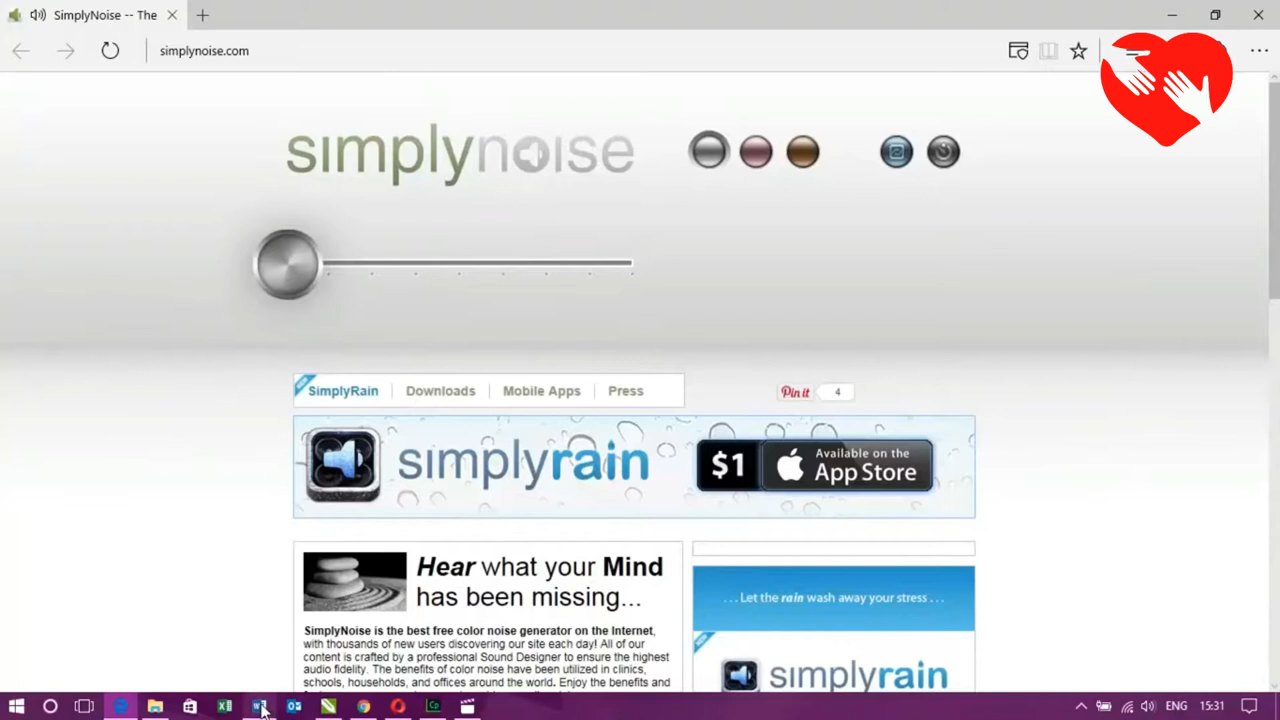 SimplyNoise -- The
simplynoise.com
simplynoise
SimplyRain
Downloads
Mobile Apps
Press
Pin it
4
simplyrain
$1
Available on the
App Store
Hear what your Mind
has been missing...
SimplyNoise is the best free color noise generator on the Internet,
with thousands of new users discovering our site each day! All of our
content is crafted by a professional Sound Designer to ensure the highest
audio fidelity. The benefits of color noise have been utilized in clinics,
schools, households, and offices around the world. Enjoy the benefits and
. . . Let the rain wash away your stress . . .
simplyrain
ENG
15:31